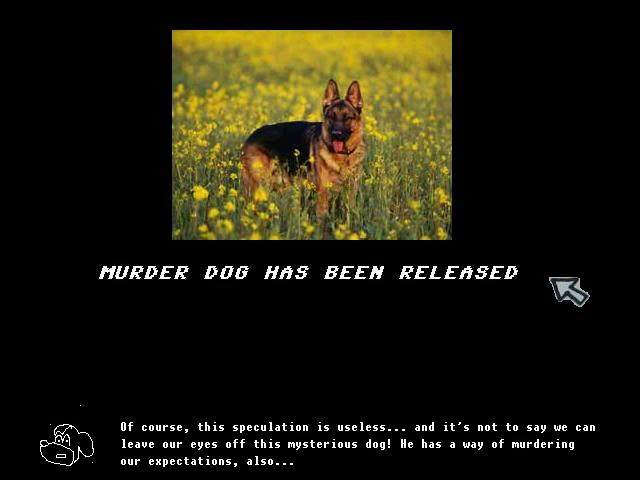 MURDER DOG HAS BEEN RELEASED
Of course, this speculation is useless... and it's not to say we can
leave our eyes off this mysterious dog! He has a way of murdering
our expectations, also...